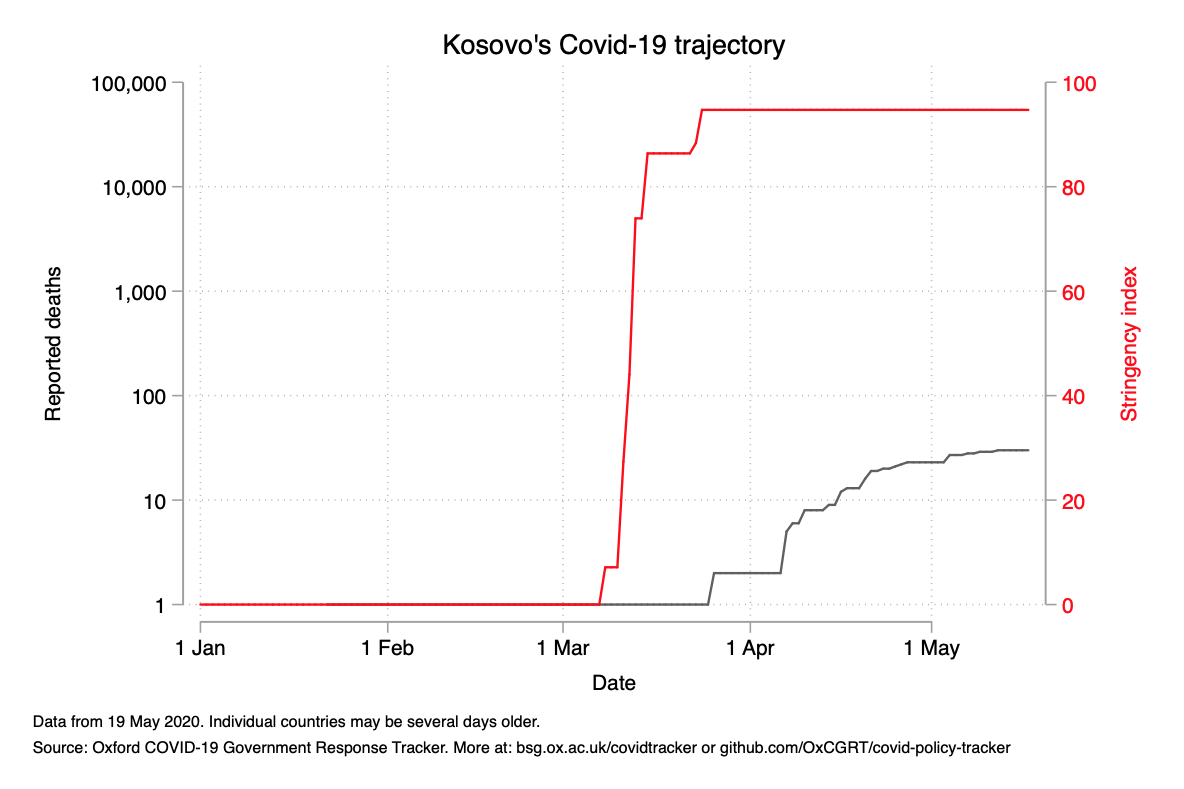 Kosovo's Covid-19 trajectory
100,000
10,000
1,000
100
10
1
Reported deaths
100
80
60
40
20
0
Stringency index
1 Jan
1 Feb
1 Mar
1 Apr
1 May
Date
Data from 19 May 2020. Individual countries may be several days older.
Source: Oxford COVID-19 Government Response Tracker. More at: bsg.ox.ac.uk/covidtracker or github.com/OxCGRT/covid-policy-tracker